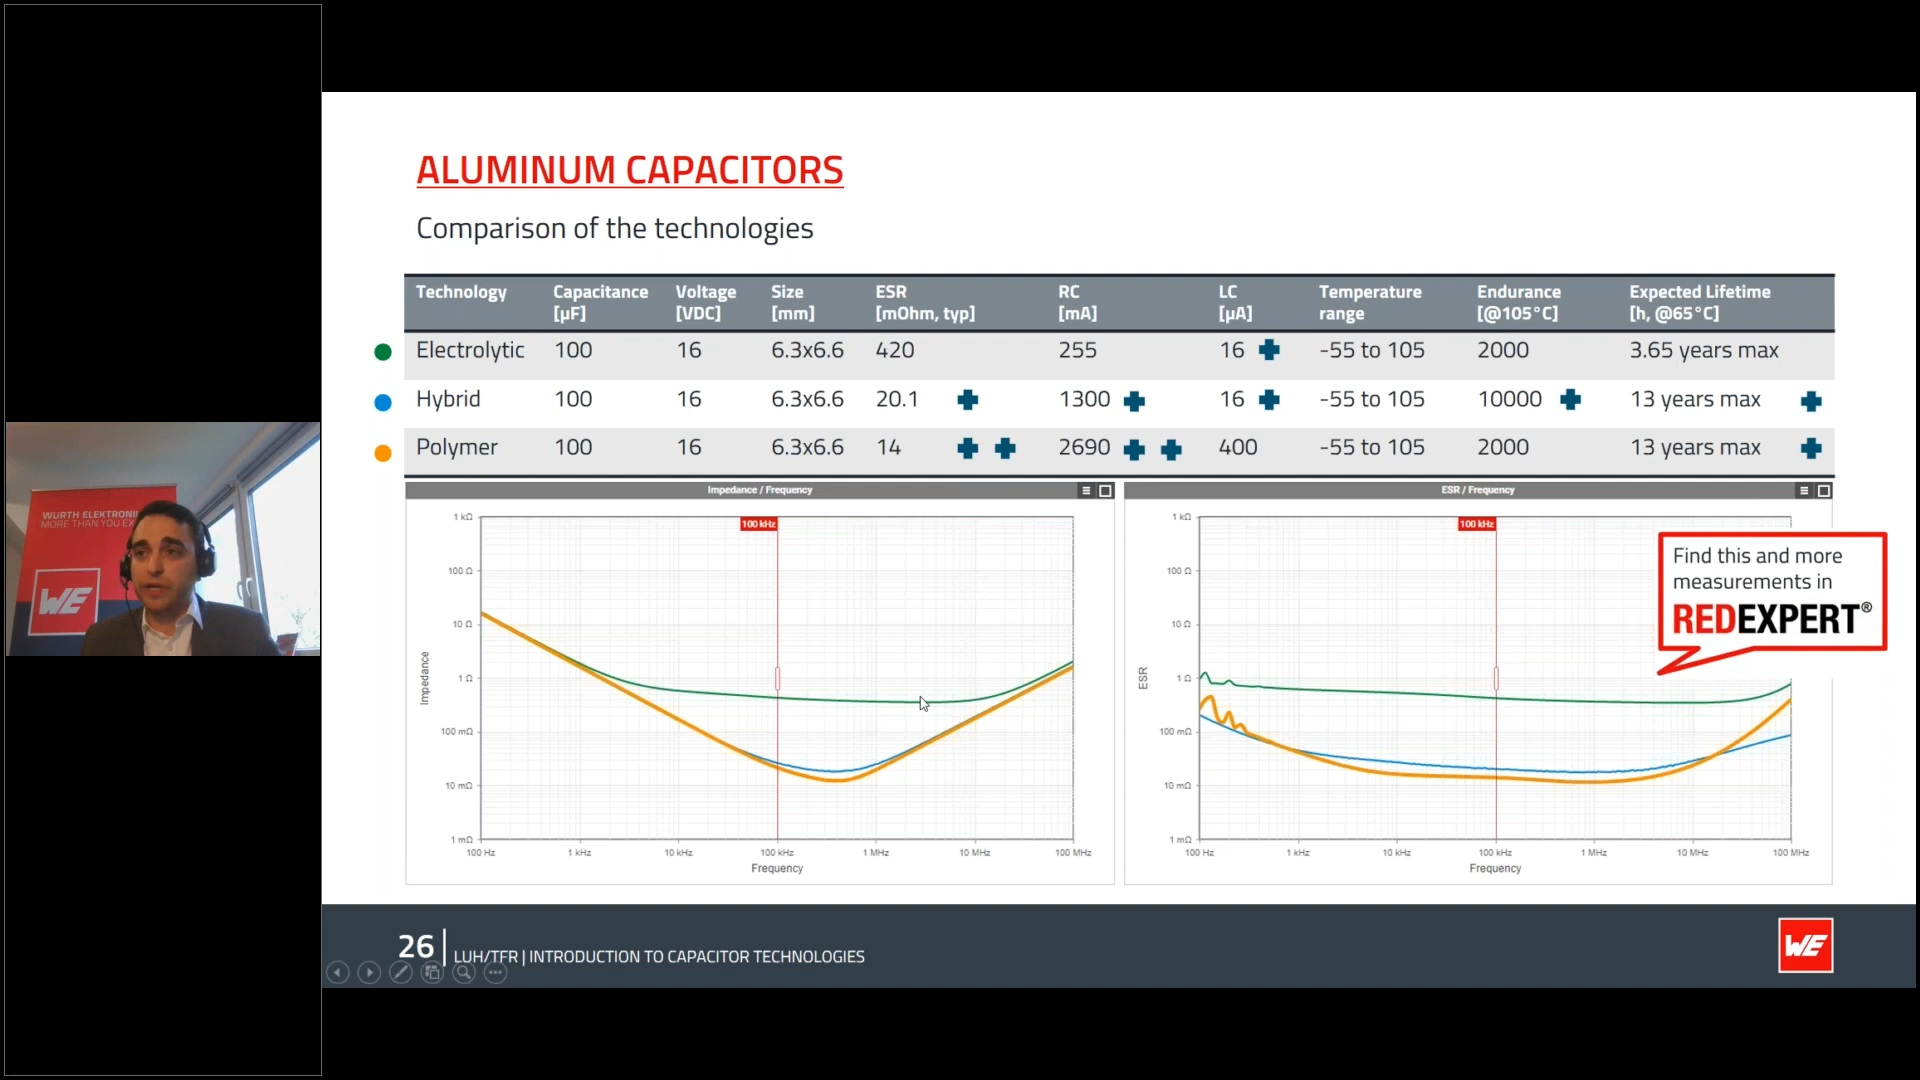 ALUMINUM CAPACITORS
Comparison of the technologies
Technology Capacitance [µF] Voltage [VDC] Size [mm] ESR [mOhm, typ] RC [mA] LC [µA] Temperature range Endurance [@105°C] Expected Lifetime [h, @65°C]
Electrolytic 100 16 6.3x6.6 420 255 16 -55 to 105 2000 3.65 years max
Hybrid 100 16 6.3x6.6 20.1 1300 16 -55 to 105 10000 13 years max
Polymer 100 16 6.3x6.6 14 2690 400 -55 to 105 2000 13 years max
Impedance / Frequency
100 kHz
1 kΩ
100 Ω
10 Ω
1 Ω
100 mΩ
10 mΩ
1 mΩ
Impedance
100 Hz 1 kHz 10 kHz 100 kHz 1 MHz 10 MHz 100 MHz
Frequency
ESR / Frequency
100 kHz
1 kΩ
100 Ω
10 Ω
1 Ω
100 mΩ
10 mΩ
1 mΩ
ESR
100 Hz 1 kHz 10 kHz 100 kHz 1 MHz 10 MHz 100 MHz
Frequency
Find this and more
measurements in
REDEXPERT®
WURTH ELEKTRONI
MORE THAN YOU EX
WE
26 LUH/TFR | INTRODUCTION TO CAPACITOR TECHNOLOGIES
WE